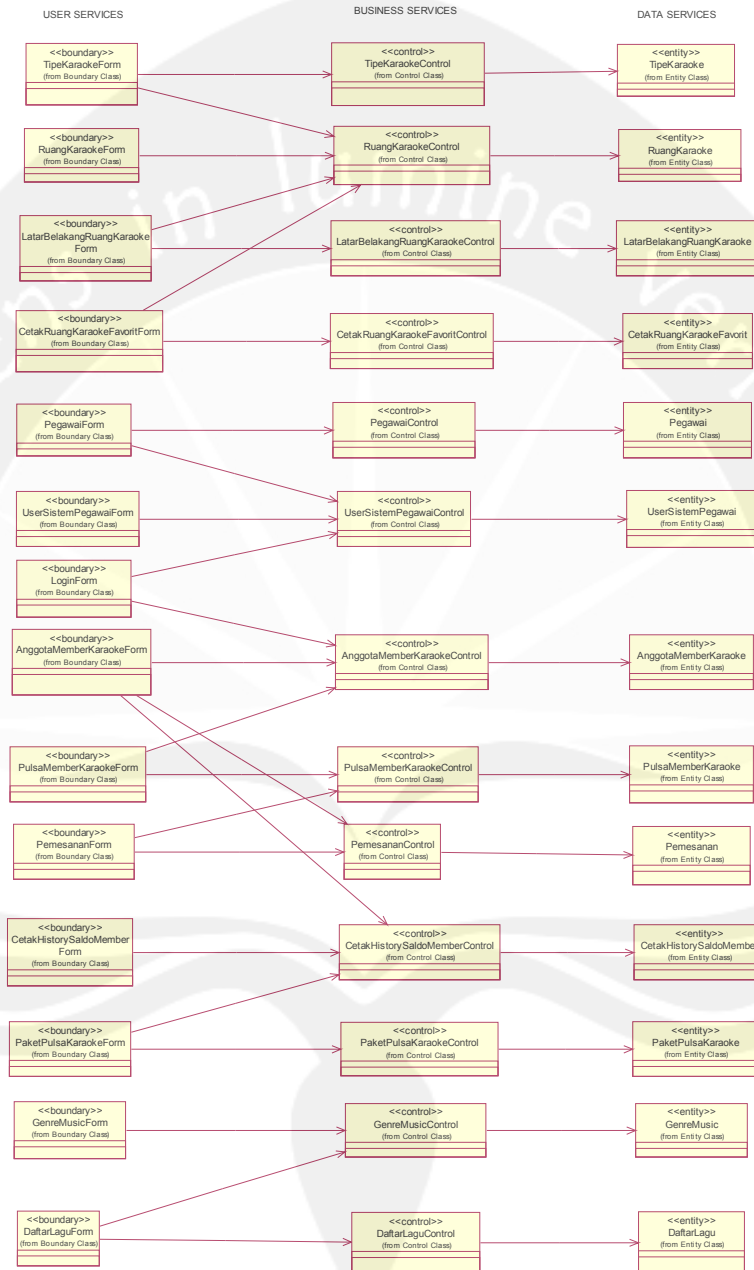 USER SERVICES
BUSINESS SERVICES
DATA SERVICES
<<boundary>>
TipeKaraokeForm
(from Boundary Class)
<<control>>
TipeKaraokeControl
(from Control Class)
<<entity>>
TipeKaraoke
(from Entity Class)
<<boundary>>
RuangKaraokeForm
(from Boundary Class)
<<control>>
RuangKaraokeControl
(from Control Class)
<<entity>>
RuangKaraoke
(from Entity Class)
<<boundary>>
LatarBelakangRuangKaraoke
Form
(from Boundary Class)
<<control>>
LatarBelakangRuangKaraokeControl
(from Control Class)
<<entity>>
LatarBelakangRuangKaraoke
(from Entity Class)
<<boundary>>
CetakRuangKaraokeFavoritForm
(from Boundary Class)
<<control>>
CetakRuangKaraokeFavoritControl
(from Control Class)
<<entity>>
CetakRuangKaraokeFavorit
(from Entity Class)
<<boundary>>
PegawaiForm
(from Boundary Class)
<<control>>
PegawaiControl
(from Control Class)
<<entity>>
Pegawai
(from Entity Class)
<<boundary>>
UserSistemPegawaiForm
(from Boundary Class)
<<control>>
UserSistemPegawaiControl
(from Control Class)
<<entity>>
UserSistemPegawai
(from Entity Class)
<<boundary>>
LoginForm
(from Boundary Class)
<<boundary>>
AnggotaMemberKaraokeForm
(from Boundary Class)
<<control>>
AnggotaMemberKaraokeControl
(from Control Class)
<<entity>>
AnggotaMemberKaraoke
(from Entity Class)
<<boundary>>
PulsaMemberKaraokeForm
(from Boundary Class)
<<control>>
PulsaMemberKaraokeControl
(from Control Class)
<<entity>>
PulsaMemberKaraoke
(from Entity Class)
<<boundary>>
PemesananForm
(from Boundary Class)
<<control>>
PemesananControl
(from Control Class)
<<entity>>
Pemesanan
(from Entity Class)
<<boundary>>
CetakHistorySaldoMember
Form
(from Boundary Class)
<<control>>
CetakHistorySaldoMemberControl
(from Control Class)
<<entity>>
CetakHistorySaldoMembe
(from Entity Class)
<<boundary>>
PaketPulsaKaraokeForm
(from Boundary Class)
<<control>>
PaketPulsaKaraokeControl
(from Control Class)
<<entity>>
PaketPulsaKaraoke
(from Entity Class)
<<boundary>>
GenreMusicForm
(from Boundary Class)
<<control>>
GenreMusicControl
(from Control Class)
<<entity>>
GenreMusic
(from Entity Class)
<<boundary>>
DaftarLaguForm
(from Boundary Class)
<<control>>
DaftarLaguControl
(from Control Class)
<<entity>>
DaftarLagu
(from Entity Class)
in lumine